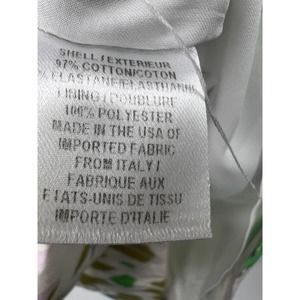 SHELL/EXTERIEUR
97% COTTON/COTON
ELASTANE/ELASTHANNE
LINING/DOUBLURE
100% POLYESTER
MADE IN THE USA OF
IMPORTED FABRIC
FROM ITALY/
FABRIQUE AUX
ETATS-UNIS DE TISSU
IMPORTE D'ITALIE